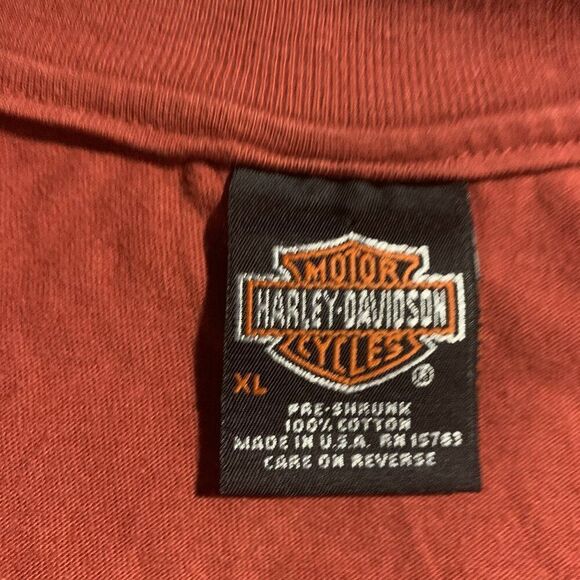 MOTOR
HARLEY-DAVIDSON
CYCLES
XL ®
PRE-SHRUNK
100% COTTON
MADE IN U.S.A. RN 15763
CARE ON REVERSE